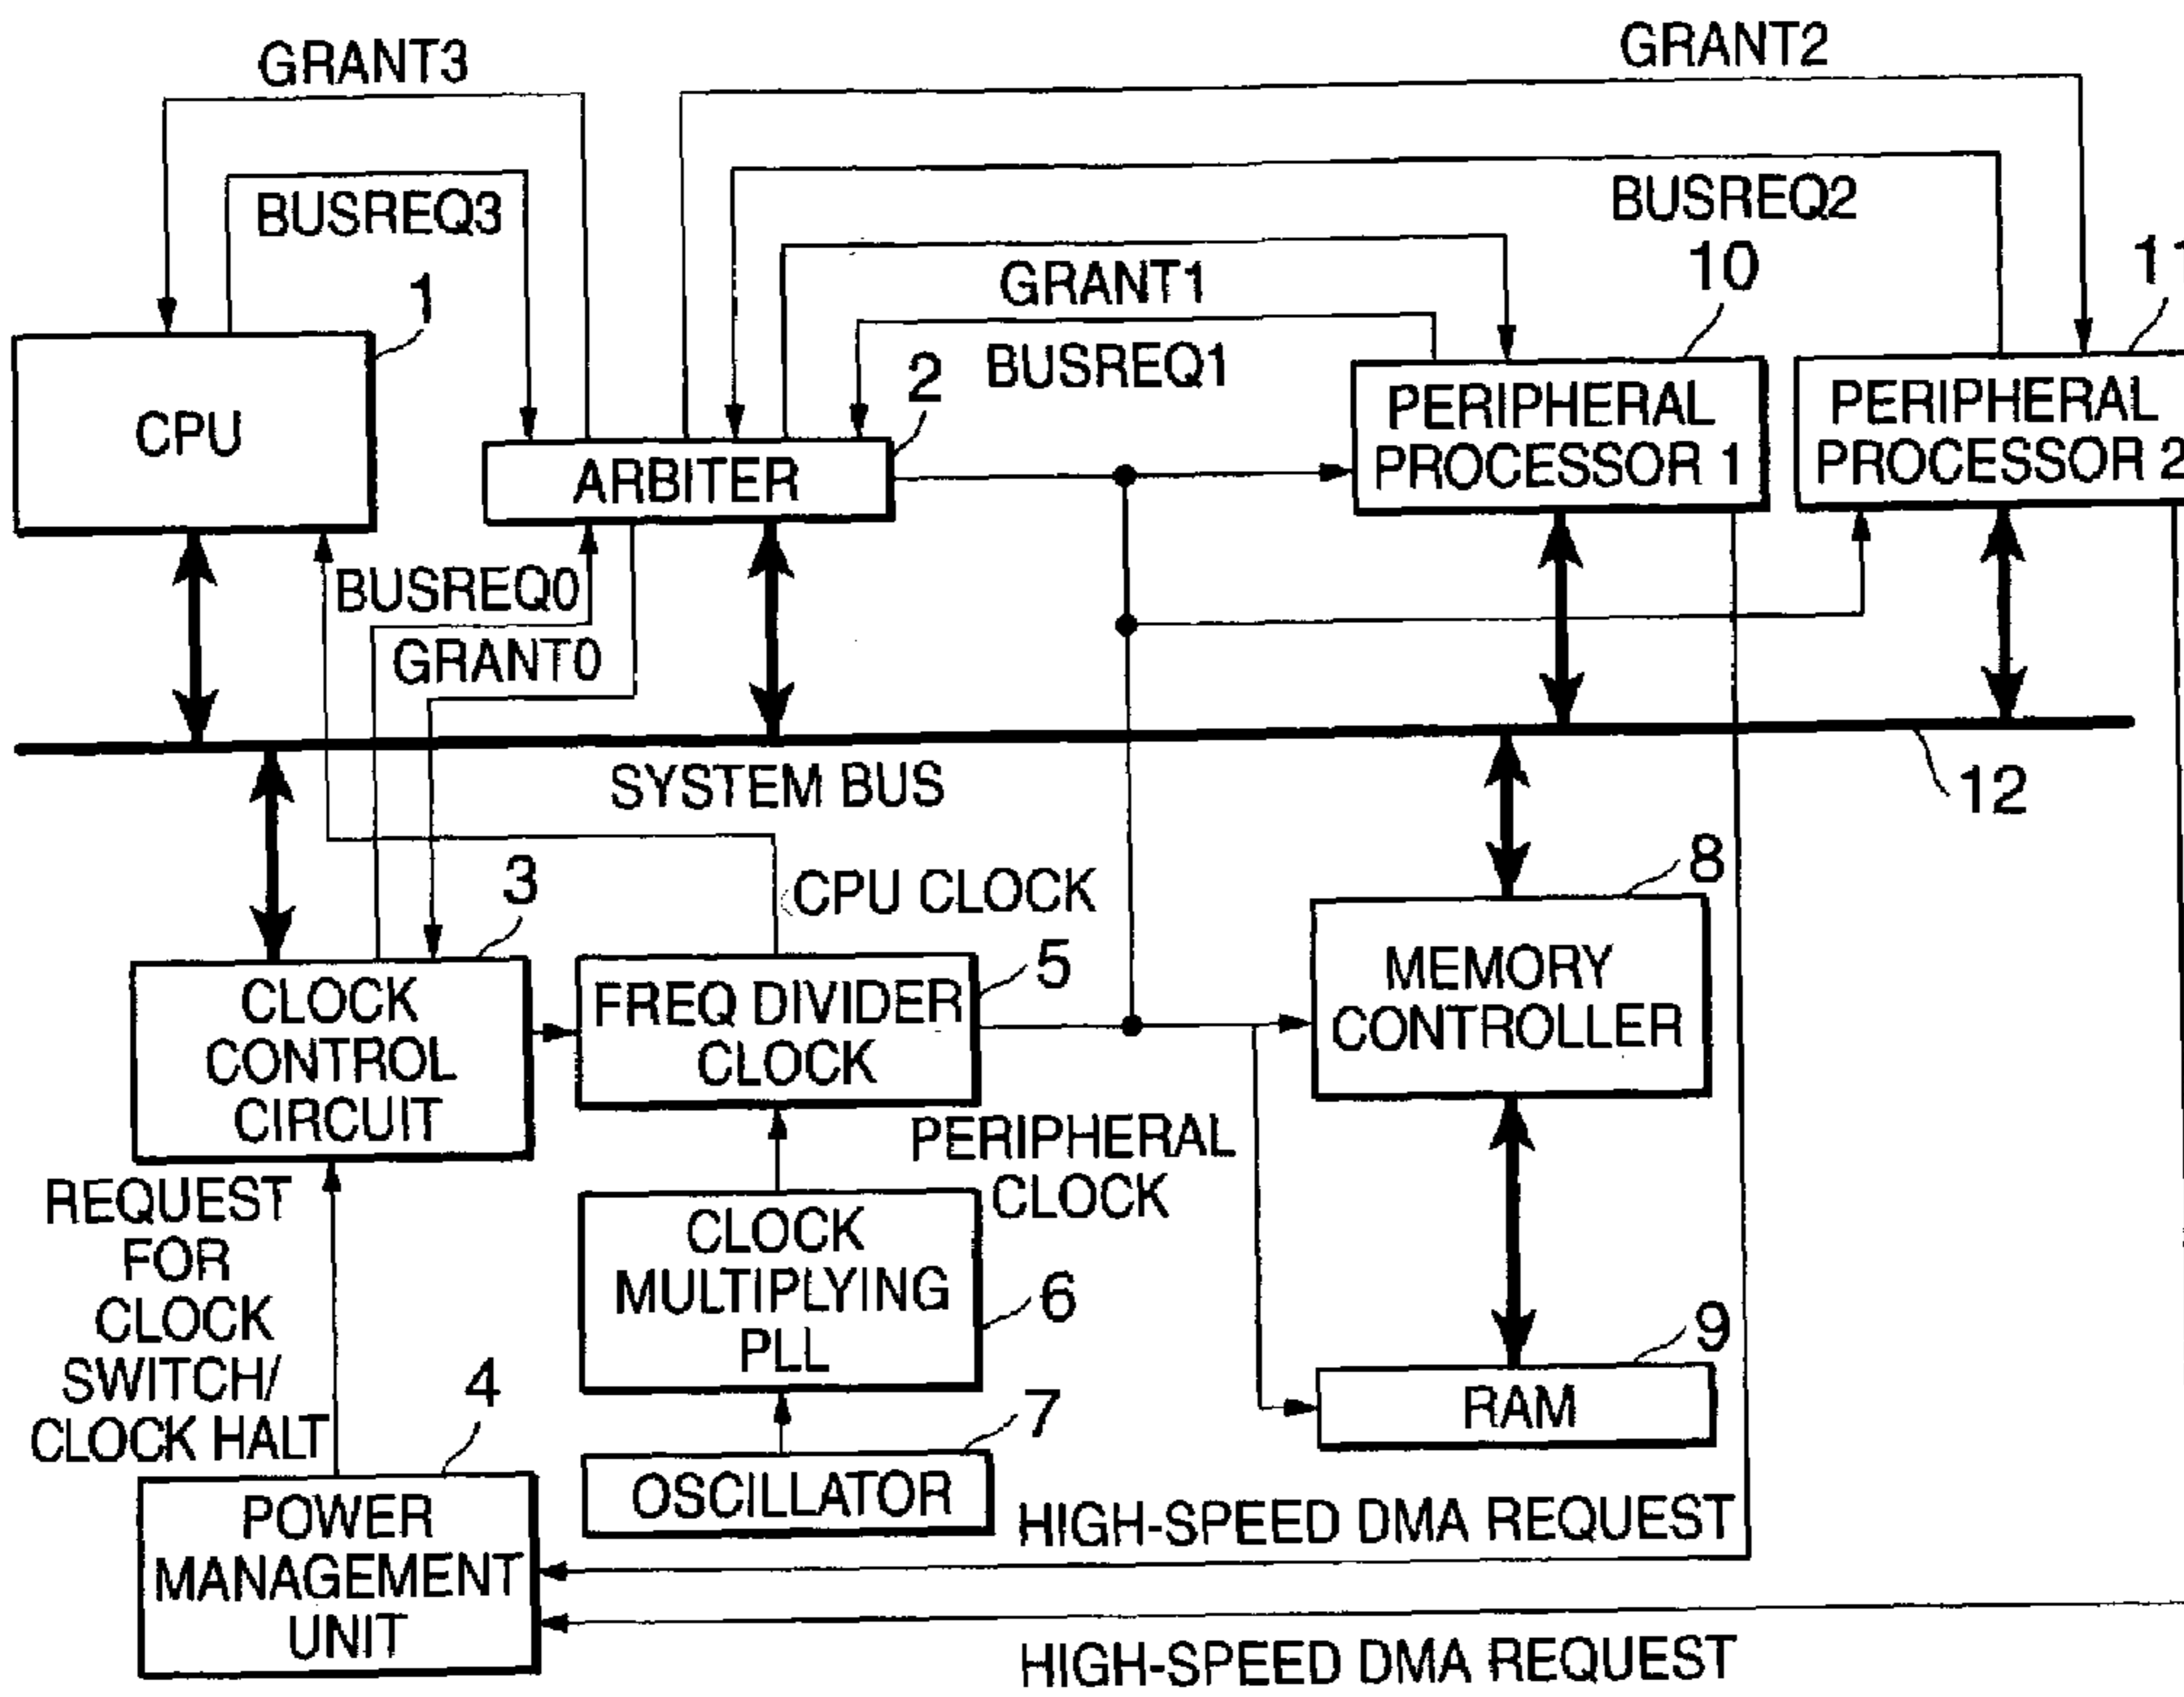 GRANT3
GRANT2
BUSREQ3
BUSREQ2
1
GRANT1
10
11
BUSREQ1
2
CPU
ARBITER
PERIPHERAL
PROCESSOR 1
PERIPHERAL
PROCESSOR 2
BUSREQ0
GRANT0
SYSTEM BUS
12
3
CPU CLOCK
5
8
CLOCK
CONTROL
CIRCUIT
FREQ DIVIDER
CLOCK
MEMORY
CONTROLLER
PERIPHERAL
CLOCK
REQUEST
FOR
CLOCK
SWITCH/
CLOCK HALT
CLOCK
MULTIPLYING
PLL
6
9
4
7
RAM
OSCILLATOR
POWER
MANAGEMENT
UNIT
HIGH-SPEED DMA REQUEST
HIGH-SPEED DMA REQUEST